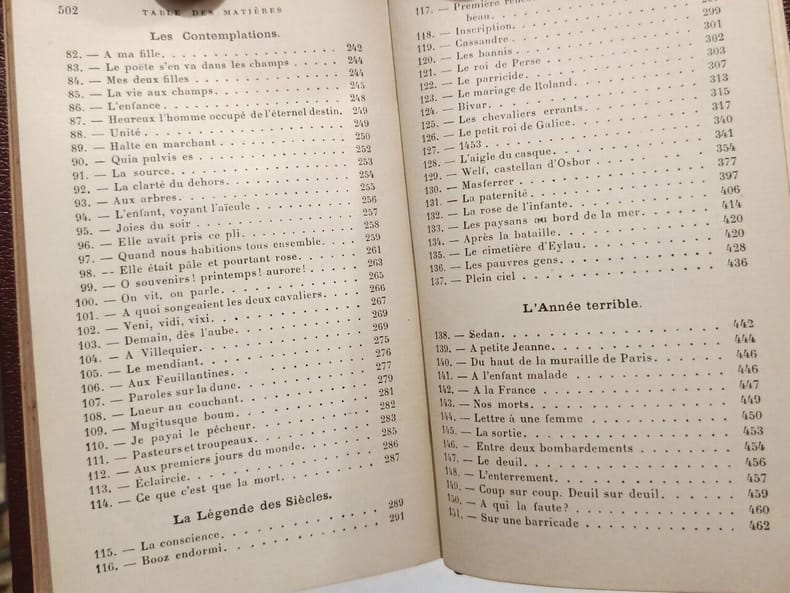 502 TABLE DES MATIÈRES
Les Contemplations.
82. — A ma fille. 242
83. — Le poëte s'en va dans les champs 244
84. — Mes deux filles 244
85. — La vie aux champs. 245
86. — L'enfance. 248
87. — Heureux l'homme occupé de l'éternel destin. 249
88. — Unité 249
89. — Halte en marchant 250
90. — Quia pulvis es 252
91. — La source. 253
92. — La clarté du dehors. 254
93. — Aux arbres. 255
94. — L'enfant, voyant l'aïeule 256
95. — Joies du soir 257
96. — Elle avait pris ce pli. 258
97. — Quand nous habitions tous ensemble. 259
98. — Elle était pâle et pourtant rose. 261
99. — O souvenirs! printemps! aurore! 263
100. — On vit, on parle. 265
101. — A quoi songeaient les deux cavaliers. 266
102. — Veni, vidi, vixi. 267
103. — Demain, dès l'aube. 269
104. — A Villequier. 269
105. — Le mendiant. 275
106. — Aux Feuillantines. 276
107. — Paroles sur la dune. 277
108. — Lueur au couchant. 279
109. — Mugitusque boum. 281
110. — Je payai le pêcheur. 282
111. — Pasteurs et troupeaux. 283
112. — Aux premiers jours du monde. 285
113. — Éclaircie. 286
114. — Ce que c'est que la mort. 287
La Légende des Siècles.
115. — La conscience. 289
116. — Booz endormi. 291
117. — Première
beau.
118. — Inscription. 299
119. — Cassandre 299
120. — Les bannis 301
121. — Le roi de Perse 302
122. — Le parricide. 303
123. — Le mariage de Roland. 307
124. — Bivar. 313
125. — Les chevaliers errants. 315
126. — Le petit roi de Galice. 317
127. — 1453 340
128. — L'aigle du casque. 341
129. — Welf, castellan d'Osbor 354
130. — Masferrer 377
131. — La paternité. 397
132. — La rose de l'infante. 406
133. — Les paysans au bord de la mer. 414
134. — Après la bataille. 420
135. — Le cimetière d'Eylau. 420
136. — Les pauvres gens. 428
137. — Plein ciel 436
L'Année terrible.
138. — Sedan. 442
139. — A petite Jeanne. 444
140. — Du haut de la muraille de Paris. 446
141. — A l'enfant malade 446
142. — A la France 447
143. — Nos morts. 449
144. — Lettre à une femme 450
145. — La sortie. 453
146. — Entre deux bombardements 454
147. — Le deuil. 456
148. — L'enterrement. 457
149. — Coup sur coup. Deuil sur deuil. 459
150. — A qui la faute? 460
151. — Sur une barricade 462